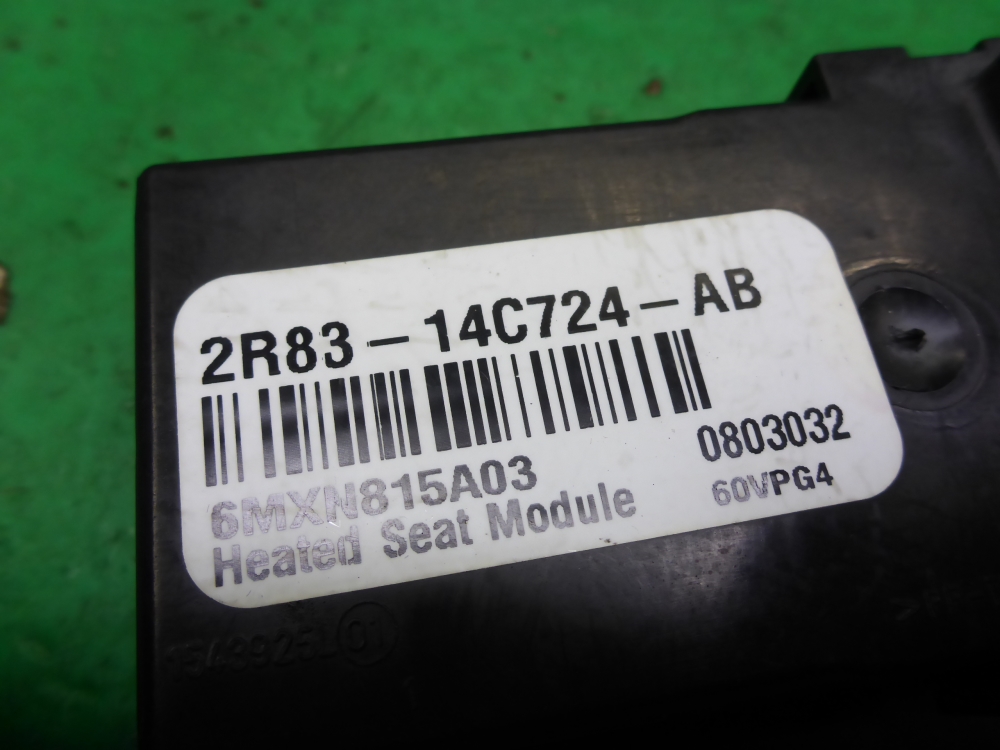 2R83-14C724-AB
0803032
6MXN815A03
60VPG4
Heated Seat Module